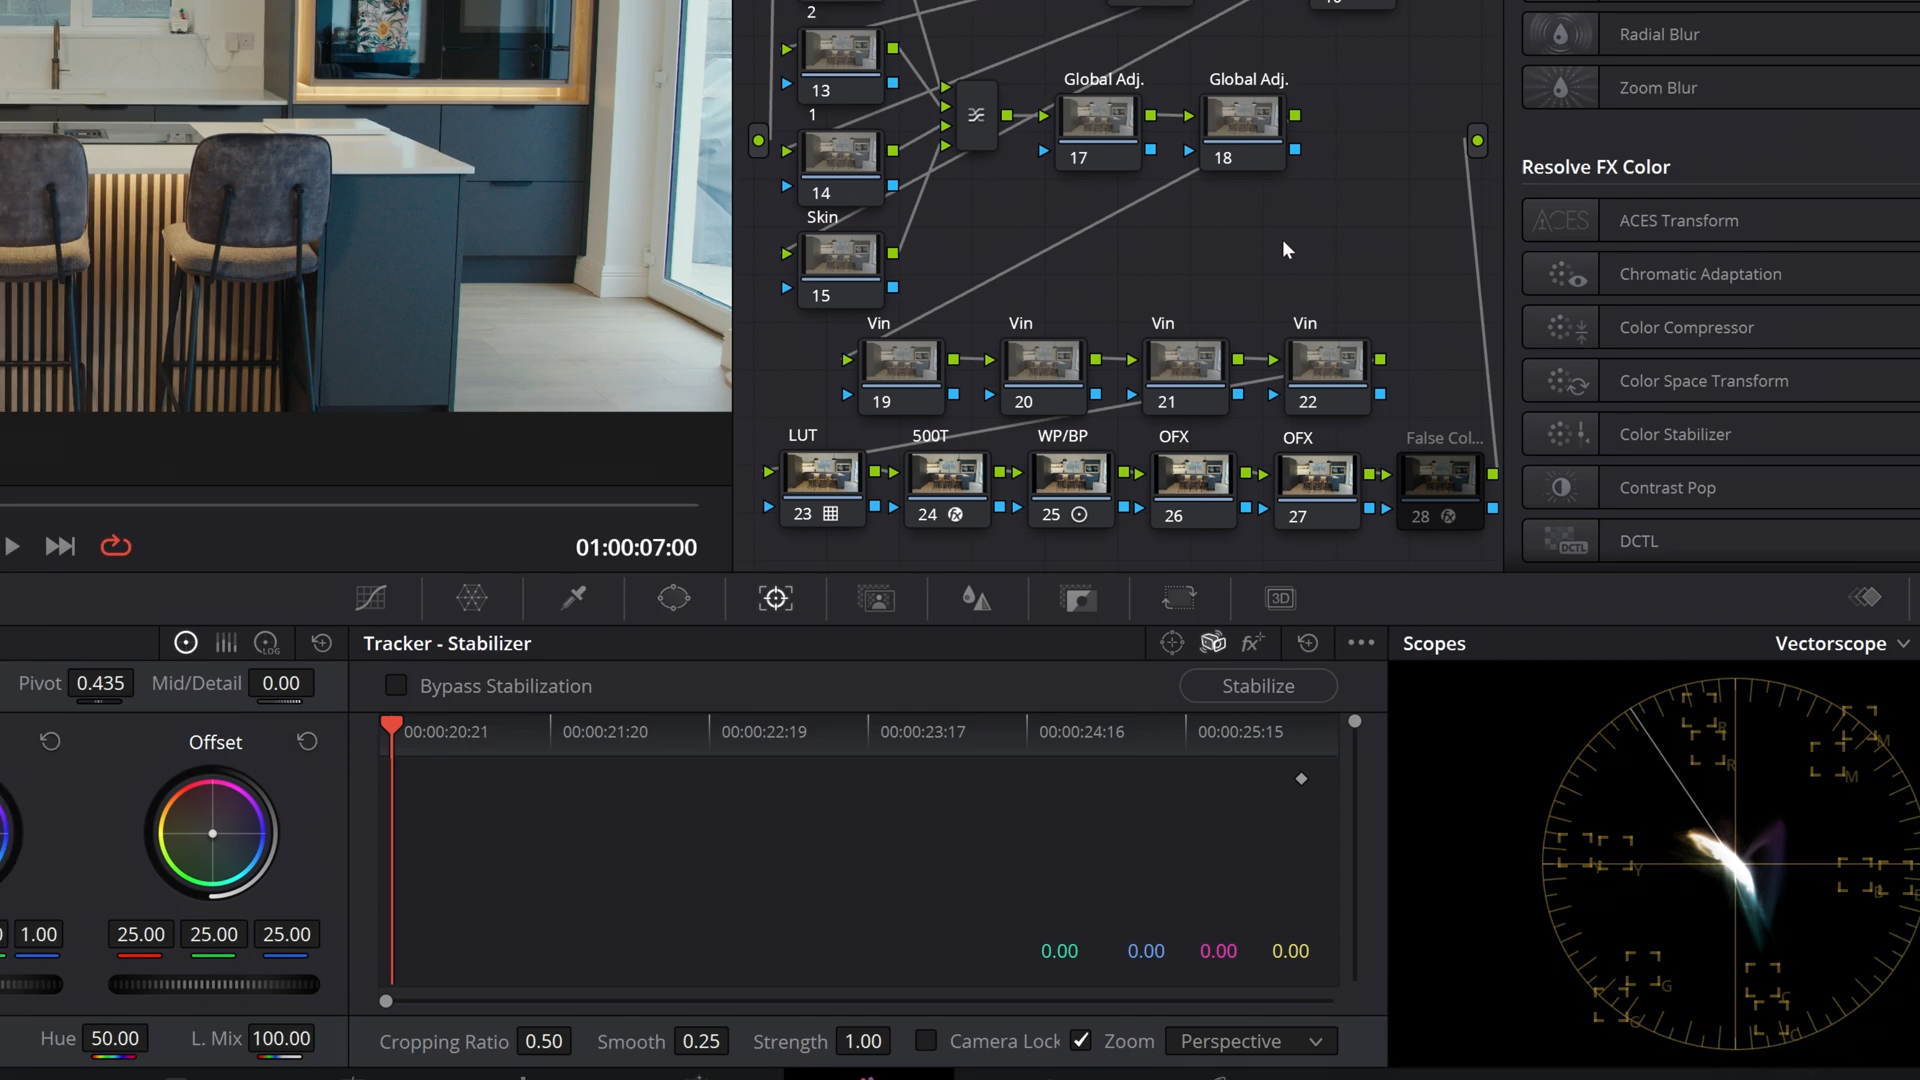 2
13
1
14
Skin
15
Global Adj.
17
Global Adj.
18
Vin
19
Vin
20
Vin
21
Vin
22
LUT
23
500T
24
WP/BP
25
OFX
26
OFX
27
False Col...
28
Radial Blur
Zoom Blur
Resolve FX Color
ACES
ACES Transform
Chromatic Adaptation
Color Compressor
Color Space Transform
Color Stabilizer
Contrast Pop
DCTL
DCTL
01:00:07:00
3D
LOG
Pivot 0.435 Mid/Detail 0.00
Offset
1.00
25.00 25.00 25.00
Hue 50.00 L. Mix 100.00
Tracker - Stabilizer
Bypass Stabilization
Stabilize
00:00:20:21 00:00:21:20 00:00:22:19 00:00:23:17 00:00:24:16 00:00:25:15
0.00 0.00 0.00 0.00
Cropping Ratio 0.50 Smooth 0.25 Strength 1.00 Camera Lock Zoom Perspective
Scopes
Vectorscope
R
R
M
M
Y
B
G
G
C